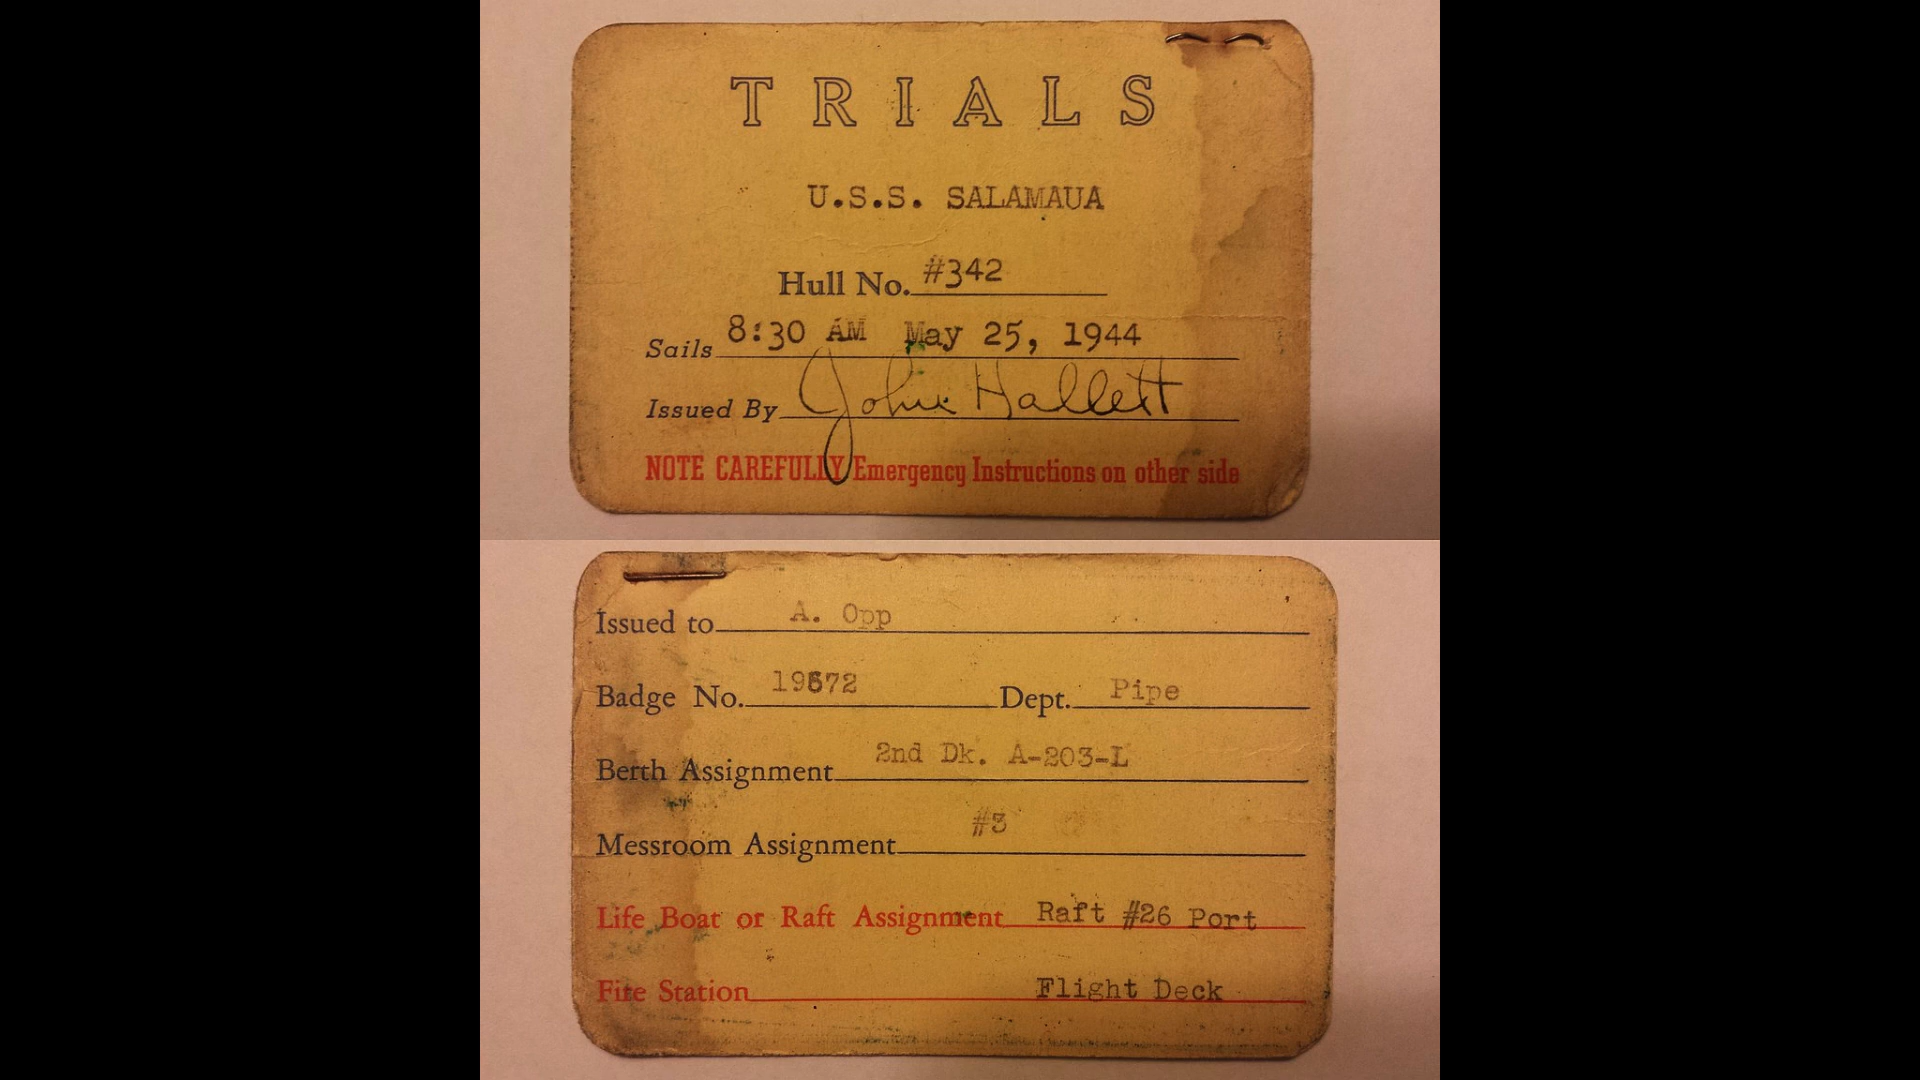 TRIALS
U.S.S. SALAMAUA
Hull No. #342
Sails 8:30 AM May 25, 1944
Issued By John Hallett
NOTE CAREFULLY Emergency Instructions on other side
Issued to A. Opp
Badge No. 19672 Dept. Pipe
Berth Assignment 2nd Dk. A-203-L
Messroom Assignment #3
Life Boat or Raft Assignment Raft #26 Port
Fire Station Flight Deck